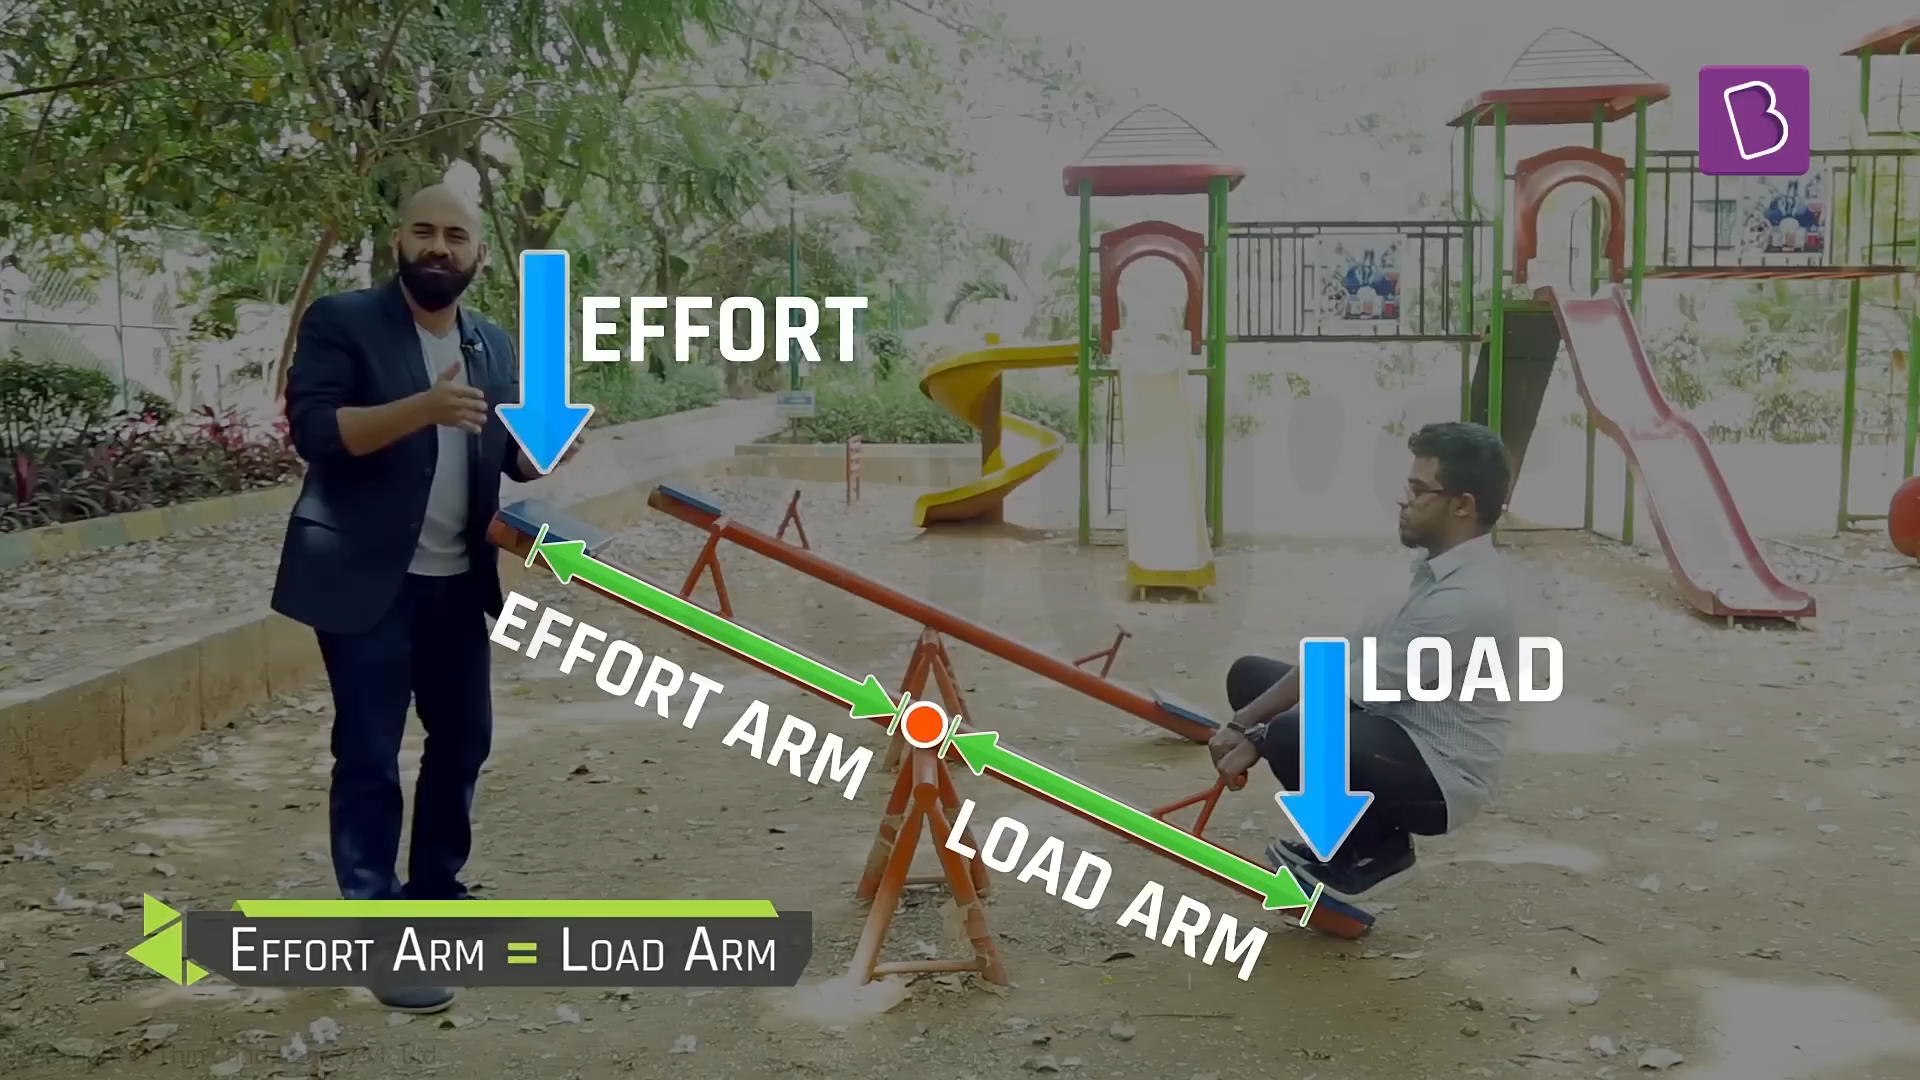 EFFORT
LOAD
EFFORT ARM
LOAD ARM
EFFORT ARM = LOAD ARM